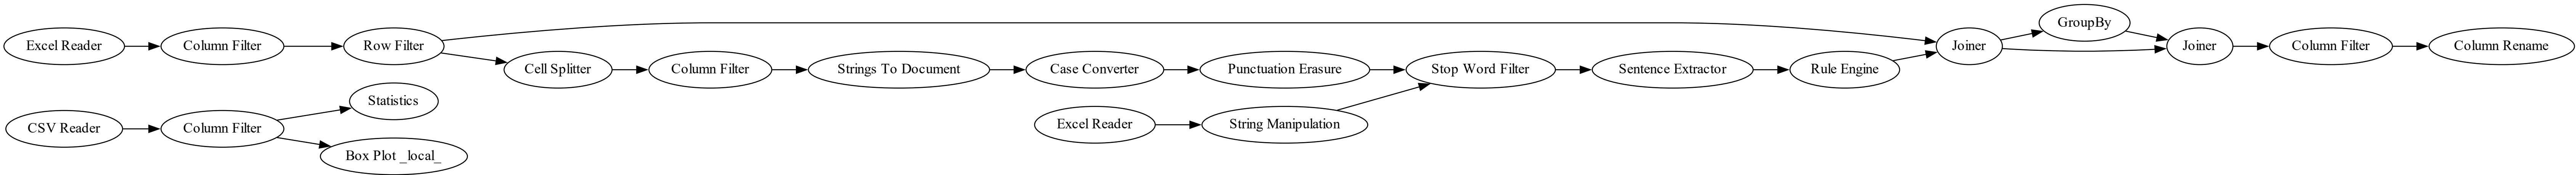 Excel Reader
Column Filter
Row Filter
Cell Splitter
Column Filter
Strings To Document
Case Converter
Punctuation Erasure
Stop Word Filter
Sentence Extractor
Rule Engine
Joiner
GroupBy
Joiner
Column Filter
Column Rename
Excel Reader
String Manipulation
CSV Reader
Column Filter
Statistics
Box Plot _local_